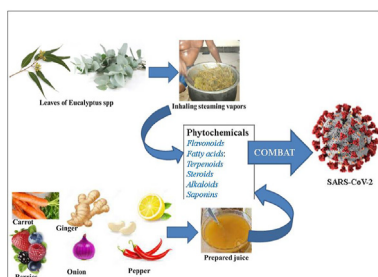 Leaves of Eucalyptus spp
Inhaling steaming vapors
Phytochemicals
Flavonoids
Fatty acids:
Terpenoids
Steroids
Alkaloids
Saponins
COMBAT
SARS-CoV-2
Carrot
Ginger
Berries
Onion
Pepper
Prepared juice